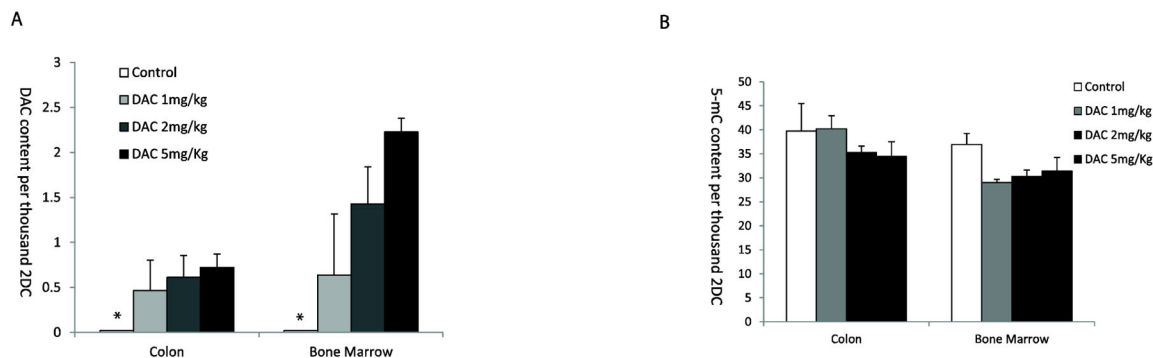 A
DAC content per thousand 2DC
3
2.5
2
1.5
1
0.5
0
Control
DAC 1mg/kg
DAC 2mg/kg
DAC 5mg/Kg
*
*
Colon
Bone Marrow
B
5-mC content per thousand 2DC
50
45
40
35
30
25
20
15
10
5
0
Control
DAC 1mg/kg
DAC 2mg/kg
DAC 5mg/Kg
Colon
Bone Marrow